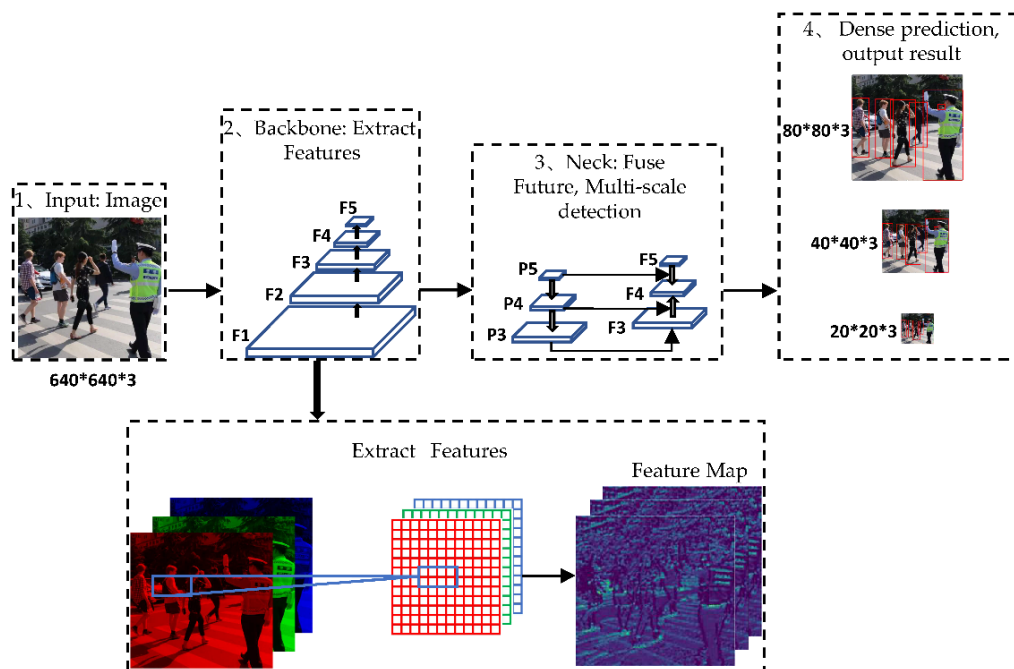 1、Input: Image
640*640*3
2、Backbone: Extract
Features
F5
F4
F3
F2
F1
3、Neck: Fuse
Future, Multi-scale
detection
P5
P4
P3
F5
F4
F3
4、Dense prediction,
output result
80*80*3
40*40*3
20*20*3
Extract Features
Feature Map